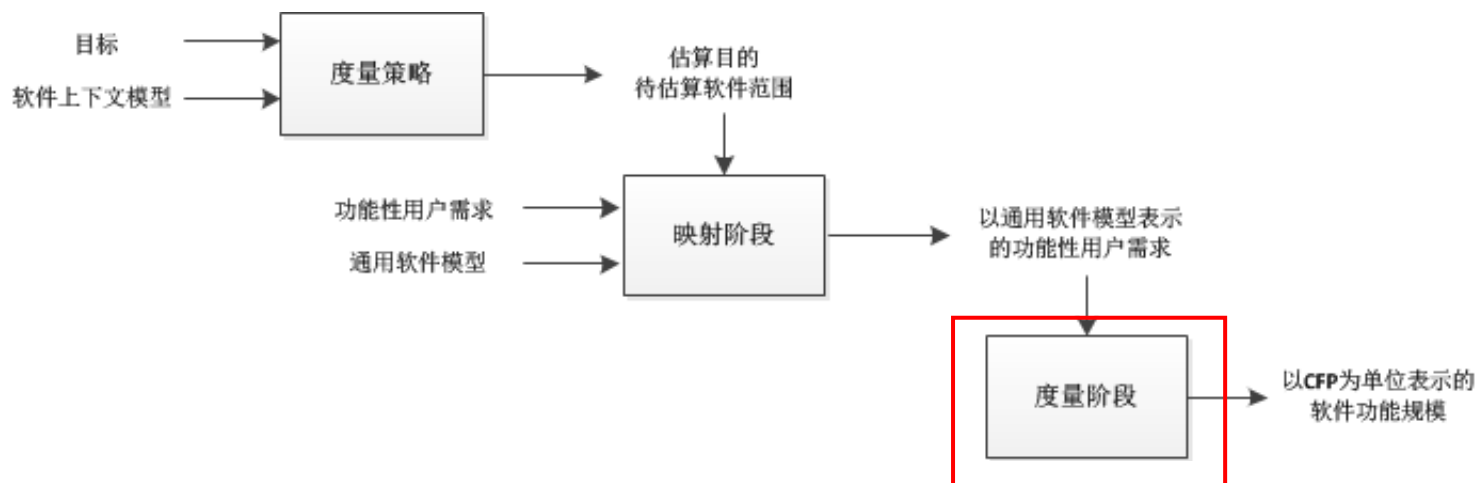 目标
软件上下文模型
度量策略
估算目的
待估算软件范围
功能性用户需求
通用软件模型
映射阶段
以通用软件模型表示
的功能性用户需求
度量阶段
以CFP为单位表示的
软件功能规模